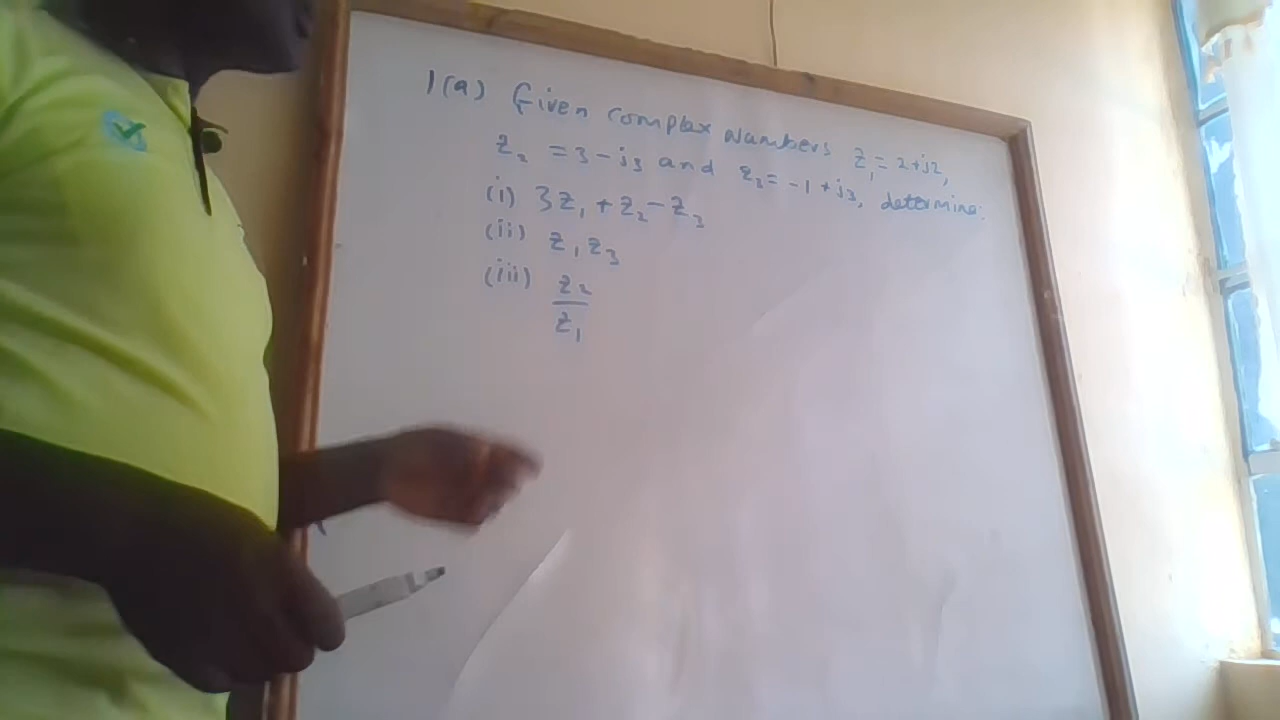 1(a) Given complex Numbers z₁ = 2+j2,
z₂ = 3-j3 and z₃ = -1+j3, determine:
(i) 3z₁ + z₂ - z₃
(ii) z₁z₃
(iii) z₂
z₁